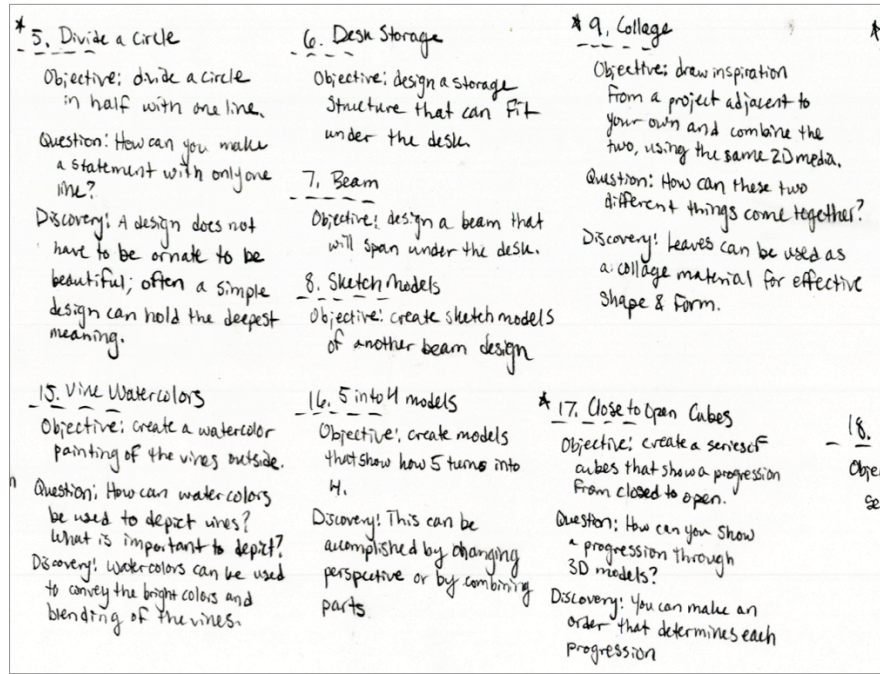 * 5. Divide a Circle
Objective: divide a circle
in half with one line.
Question: How can you make
a statement with only one
line?
Discovery: A design does not
have to be ornate to be
beautiful; often a simple
design can hold the deepest
meaning.
6. Desk Storage
Objective: design a storage
structure that can fit
under the desk.
7. Beam
Objective: design a beam that
will span under the desk.
8. Sketch Models
Objective: create sketch models
of another beam design
* 9. Collage
Objective: draw inspiration
from a project adjacent to
your own and combine the
two, using the same 2D media.
Question: How can these two
different things come together?
Discovery: Leaves can be used as
a collage material for effective
shape & form.
15. Vine Watercolors
Objective: create a watercolor
painting of the vines outside.
Question: How can watercolors
be used to depict vines?
What is important to depict?
Discovery: watercolors can be used
to convey the bright colors and
blending of the vines.
16. 5 into 4 models
Objective: create models
that show how 5 turns into
4.
Discovery: This can be
accomplished by changing
perspective or by combining
parts
* 17. Close to Open Cubes
Objective: create a series of
cubes that show a progression
from closed to open.
Question: How can you show
a progression through
3D models?
Discovery: You can make an
order that determines each
progression
18.